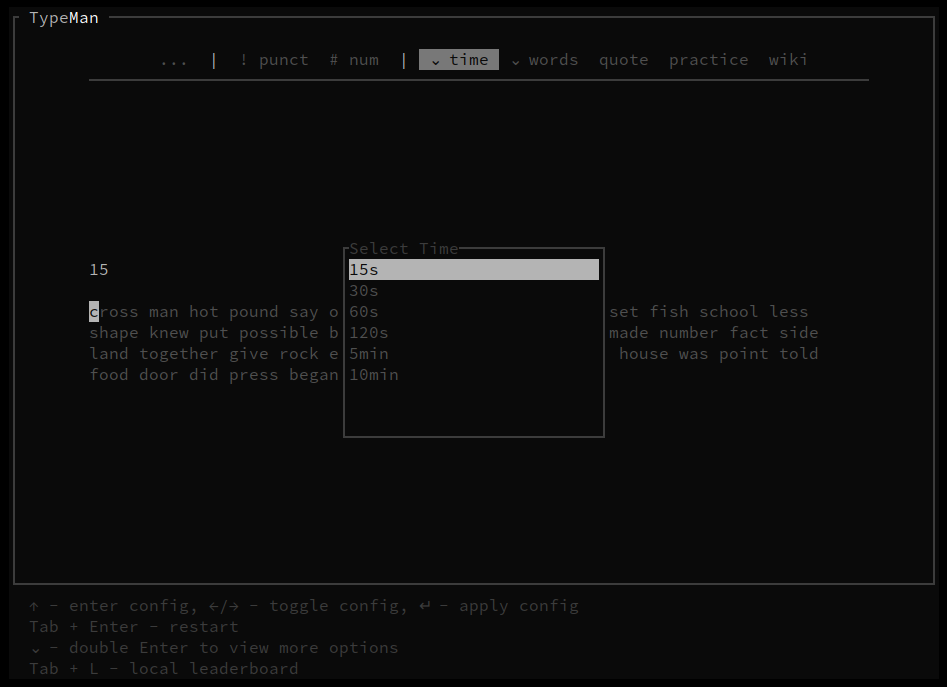 TypeMan
... | ! punct # num | ⌄ time ⌄ words quote practice wiki
Select Time
15
15s
30s
cross man hot pound say o 60s set fish school less
shape knew put possible b 120s made number fact side
land together give rock e 5min house was point told
food door did press began 10min
↑ - enter config, ←/→ - toggle config, ↵ - apply config
Tab + Enter - restart
⌄ - double Enter to view more options
Tab + L - local leaderboard